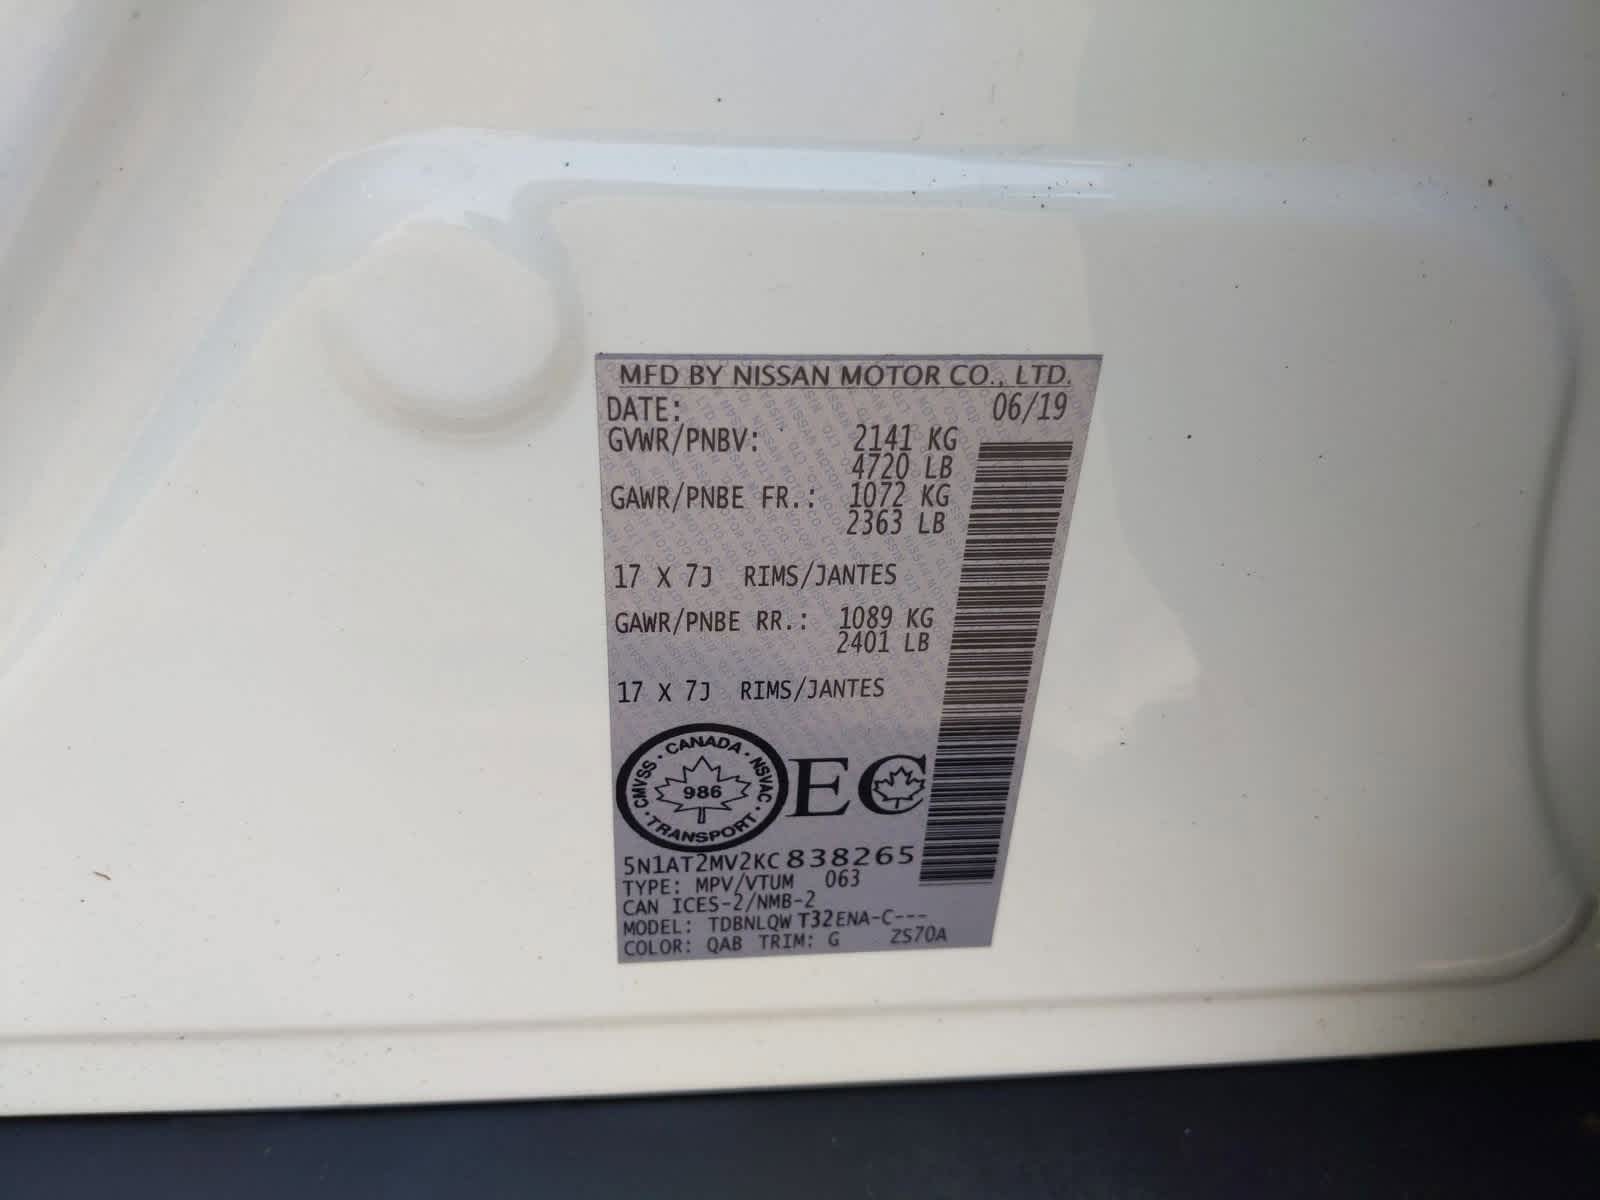 MFD BY NISSAN MOTOR CO., LTD.
DATE: 06/19
GVWR/PNBV: 2141 KG
4720 LB
GAWR/PNBE FR.: 1072 KG
2363 LB
17 X 7J RIMS/JANTES
GAWR/PNBE RR.: 1089 KG
2401 LB
17 X 7J RIMS/JANTES
CMVSS · CANADA · NSVAC · TRANSPORT ·
986
EC
5N1AT2MV2KC838265
TYPE: MPV/VTUM 063
CAN ICES-2/NMB-2
MODEL: TDBNLQW T32ENA-C---
COLOR: QAB TRIM: G ZS70A